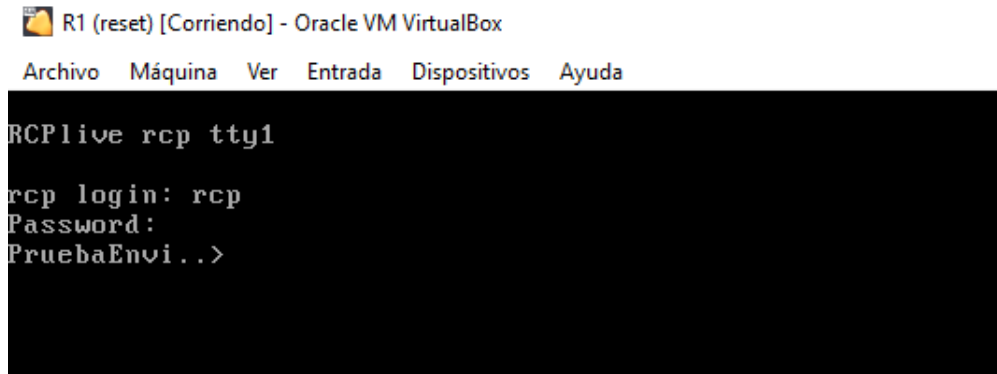 R1 (reset) [Corriendo] - Oracle VM VirtualBox
Archivo Máquina Ver Entrada Dispositivos Ayuda
RCPlive rcp tty1
rcp login: rcp
Password:
PruebaEnvi..>